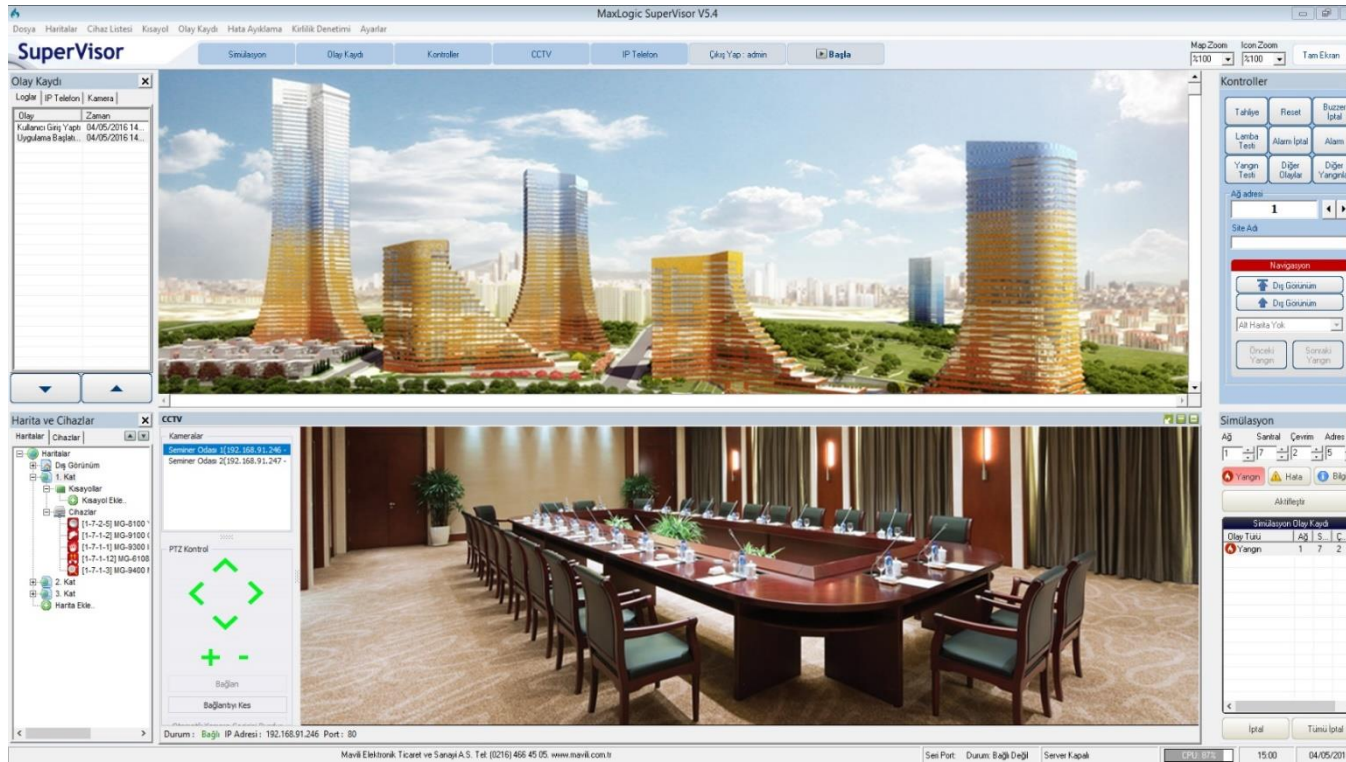 MaxLogic SuperVisor V5.4
Dosya Haritalar Cihaz Listesi Kısayol Olay Kaydı Hata Ayıklama Kirlilik Denetimi Ayarlar
SuperVisor
Simülasyon Olay Kaydı Kontroller CCTV IP Telefon Çıkış Yap : admin Başla
Map Zoom Icon Zoom
%100 %100 Tam Ekran
Olay Kaydı
Loglar IP Telefon Kamera
Olay Zaman
Kullanıcı Giriş Yaptı 04/05/2016 14...
Uygulama Başlatı... 04/05/2016 14...
Kontroller
Tahliye Reset Buzzer İptal
Lamba Testi Alarm İptal Alarm
Yangın Testi Diğer Olaylar Diğer Yangınla
Ağ adresi
1
Site Adı
Navigasyon
Dış Görünüm
Dış Görünüm
Alt Harita Yok
Önceki Yangın Sonraki Yangın
Harita ve Cihazlar
Haritalar Cihazlar
Haritalar
Dış Görünüm
1. Kat
Kısayollar
Kısayol Ekle..
Cihazlar
[1-7-2-5] MG-8100
[1-7-1-2] MG-9100
[1-7-1-1] MG-9300
[1-7-1-12] MG-6108
[1-7-1-3] MG-9400
2. Kat
3. Kat
Harita Ekle..
CCTV
Kameralar
Seminer Odası 1(192.168.91.246 -
Seminer Odası 2(192.168.91.247 -
PTZ Kontrol
+ -
Bağlan
Bağlantıyı Kes
Durum : Bağlı IP Adresi : 192.168.91.246 Port : 80
Simülasyon
Ağ Santral Çevrim Adres
1 7 2 5
Yangın Hata Bilgi
Aktifleştir
Simülasyon Olay Kaydı
Olay Türü Ağ S... Ç...
Yangın 1 7 2
İptal Tümü İptal
Mavili Elektronik Ticaret ve Sanayi A.S. Tel: (0216) 466 45 05. www.mavili.com.tr
Seri Port: Durum: Bağlı Değil Server Kapalı CPU: 87% 15:00 04/05/201